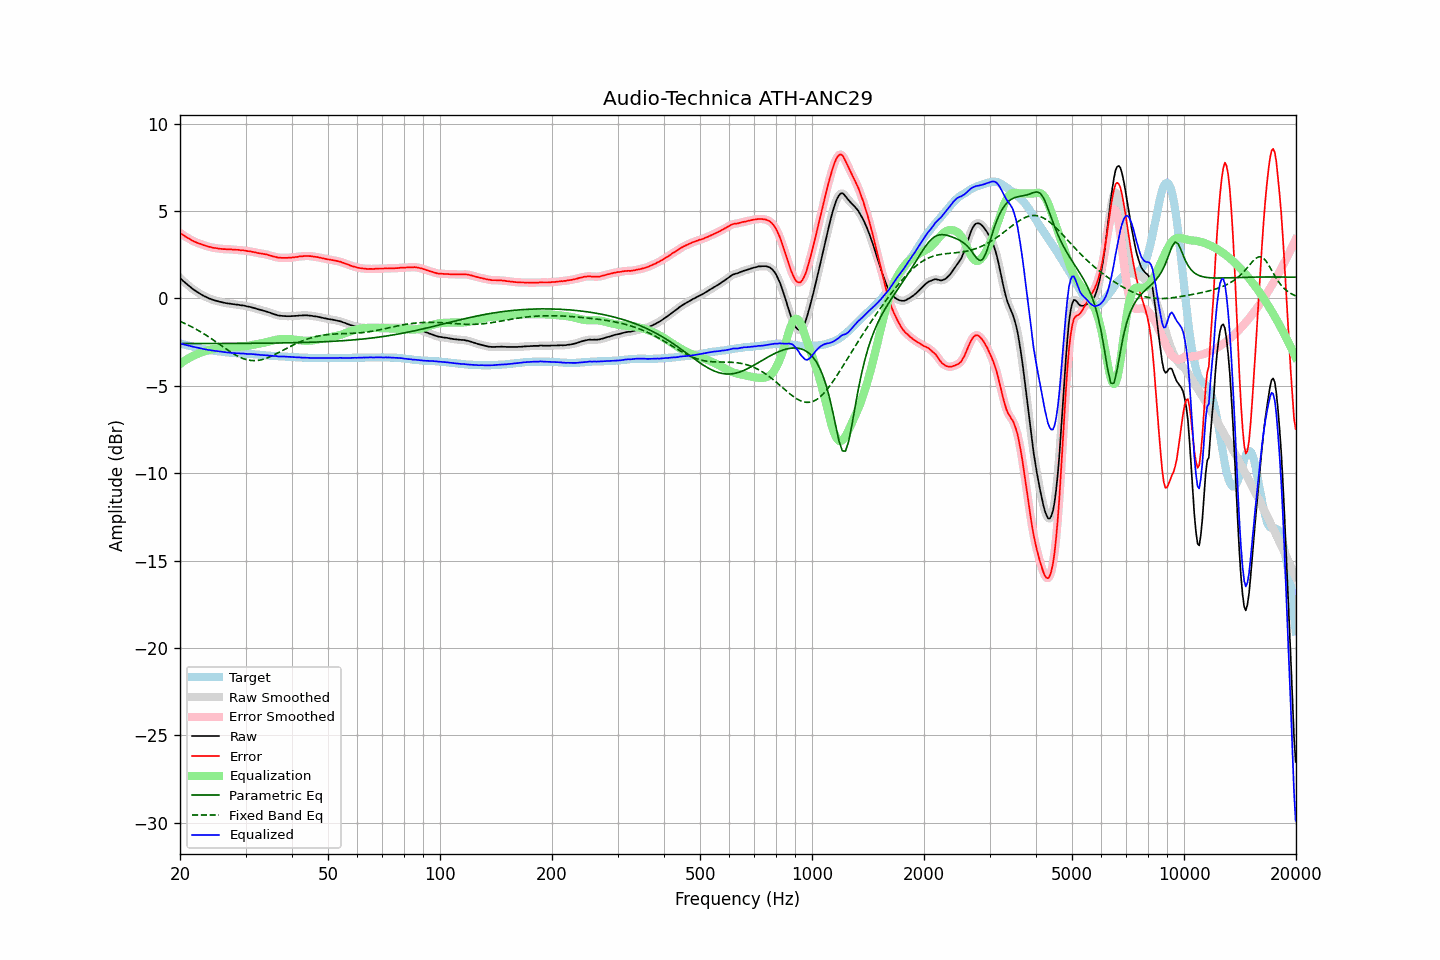 Audio-Technica ATH-ANC29
Amplitude (dBr)
10
5
0
−5
−10
−15
−20
−25
−30
Target
Raw Smoothed
Error Smoothed
Raw
Error
Equalization
Parametric Eq
Fixed Band Eq
Equalized
20 50 100 200 500 1000 2000 5000 10000 20000
Frequency (Hz)